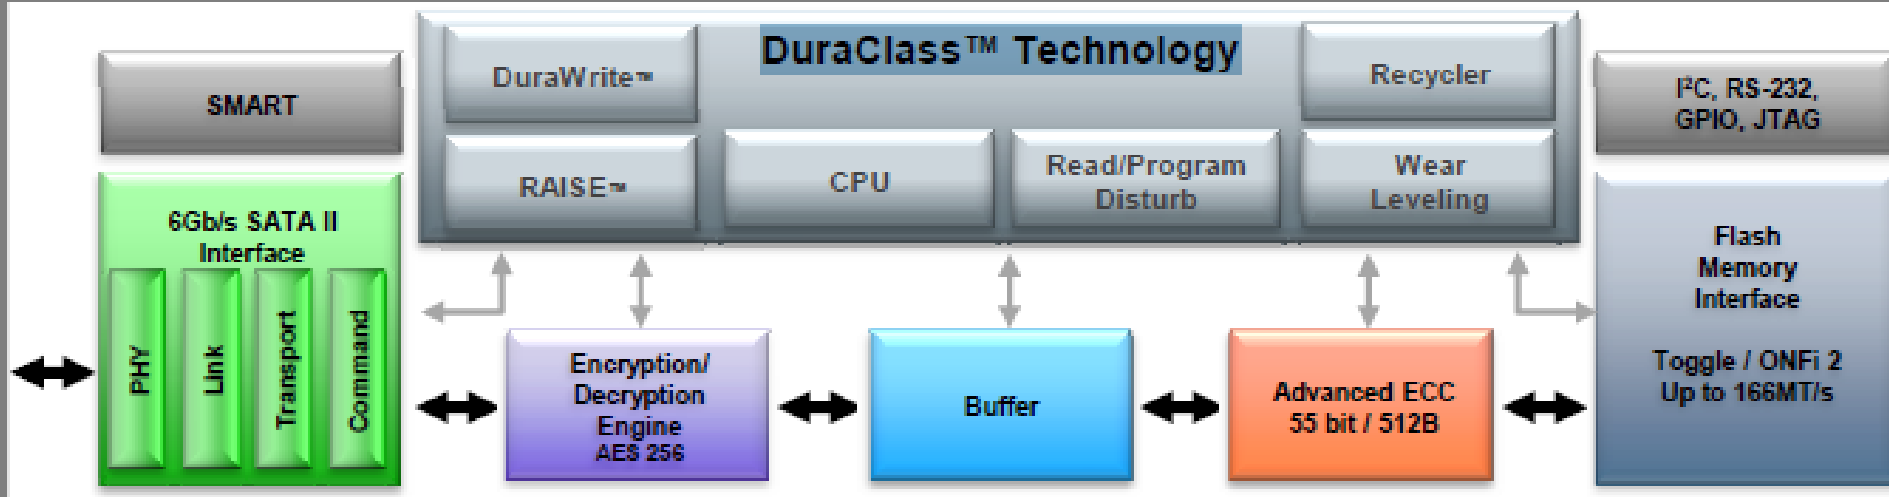 DuraClass™ Technology
DuraWrite™
Recycler
SMART
I²C, RS-232,
GPIO, JTAG
RAISE™
CPU
Read/Program
Disturb
Wear
Leveling
6Gb/s SATA II
Interface
PHY
Link
Transport
Command
Encryption/
Decryption
Engine
AES 256
Buffer
Advanced ECC
55 bit / 512B
Flash
Memory
Interface
Toggle / ONFi 2
Up to 166MT/s